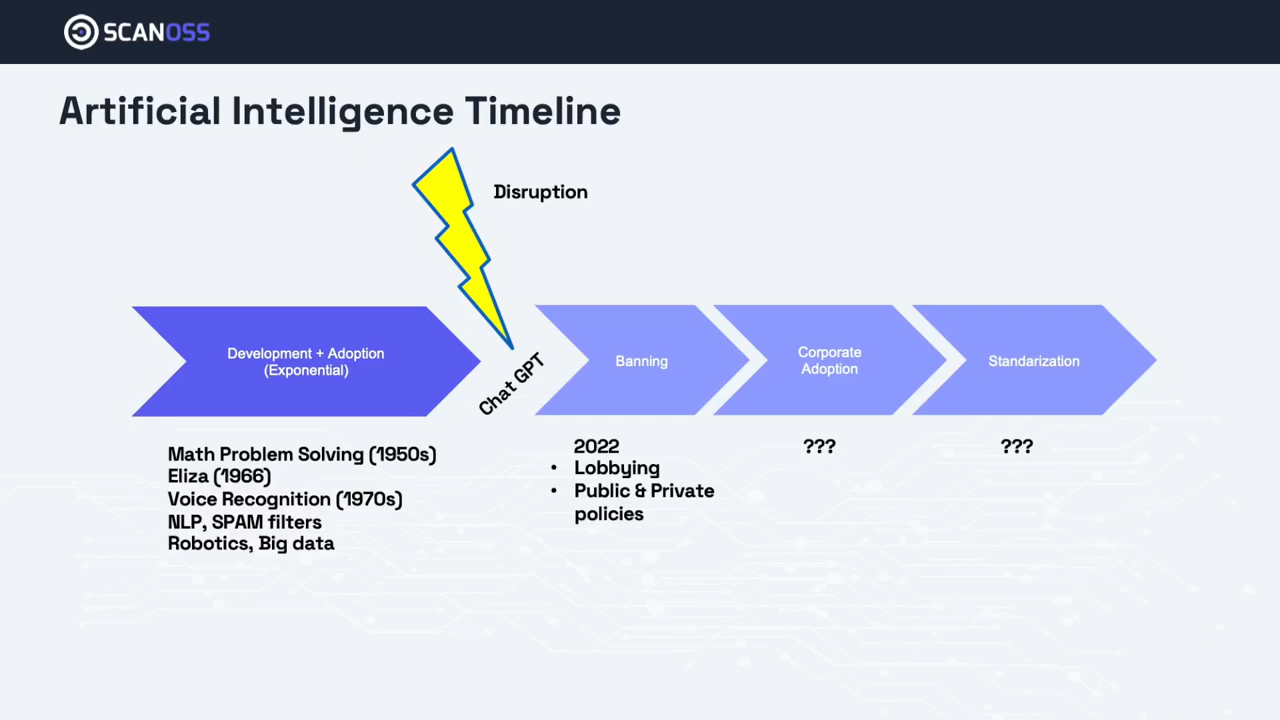 SCANOSS
Artificial Intelligence Timeline
Disruption
Development + Adoption
(Exponential)
Chat GPT
Banning
Corporate
Adoption
Standarization
Math Problem Solving (1950s)
Eliza (1966)
Voice Recognition (1970s)
NLP, SPAM filters
Robotics, Big data
2022
• Lobbying
• Public & Private
policies
???
???